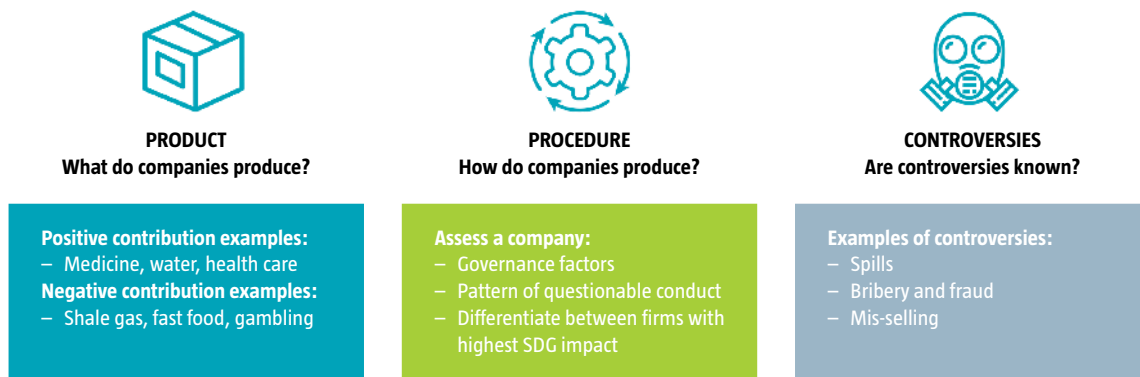 PRODUCT
What do companies produce?
Positive contribution examples:
– Medicine, water, health care
Negative contribution examples:
– Shale gas, fast food, gambling
PROCEDURE
How do companies produce?
Assess a company:
– Governance factors
– Pattern of questionable conduct
– Differentiate between firms with
highest SDG impact
CONTROVERSIES
Are controversies known?
Examples of controversies:
– Spills
– Bribery and fraud
– Mis-selling